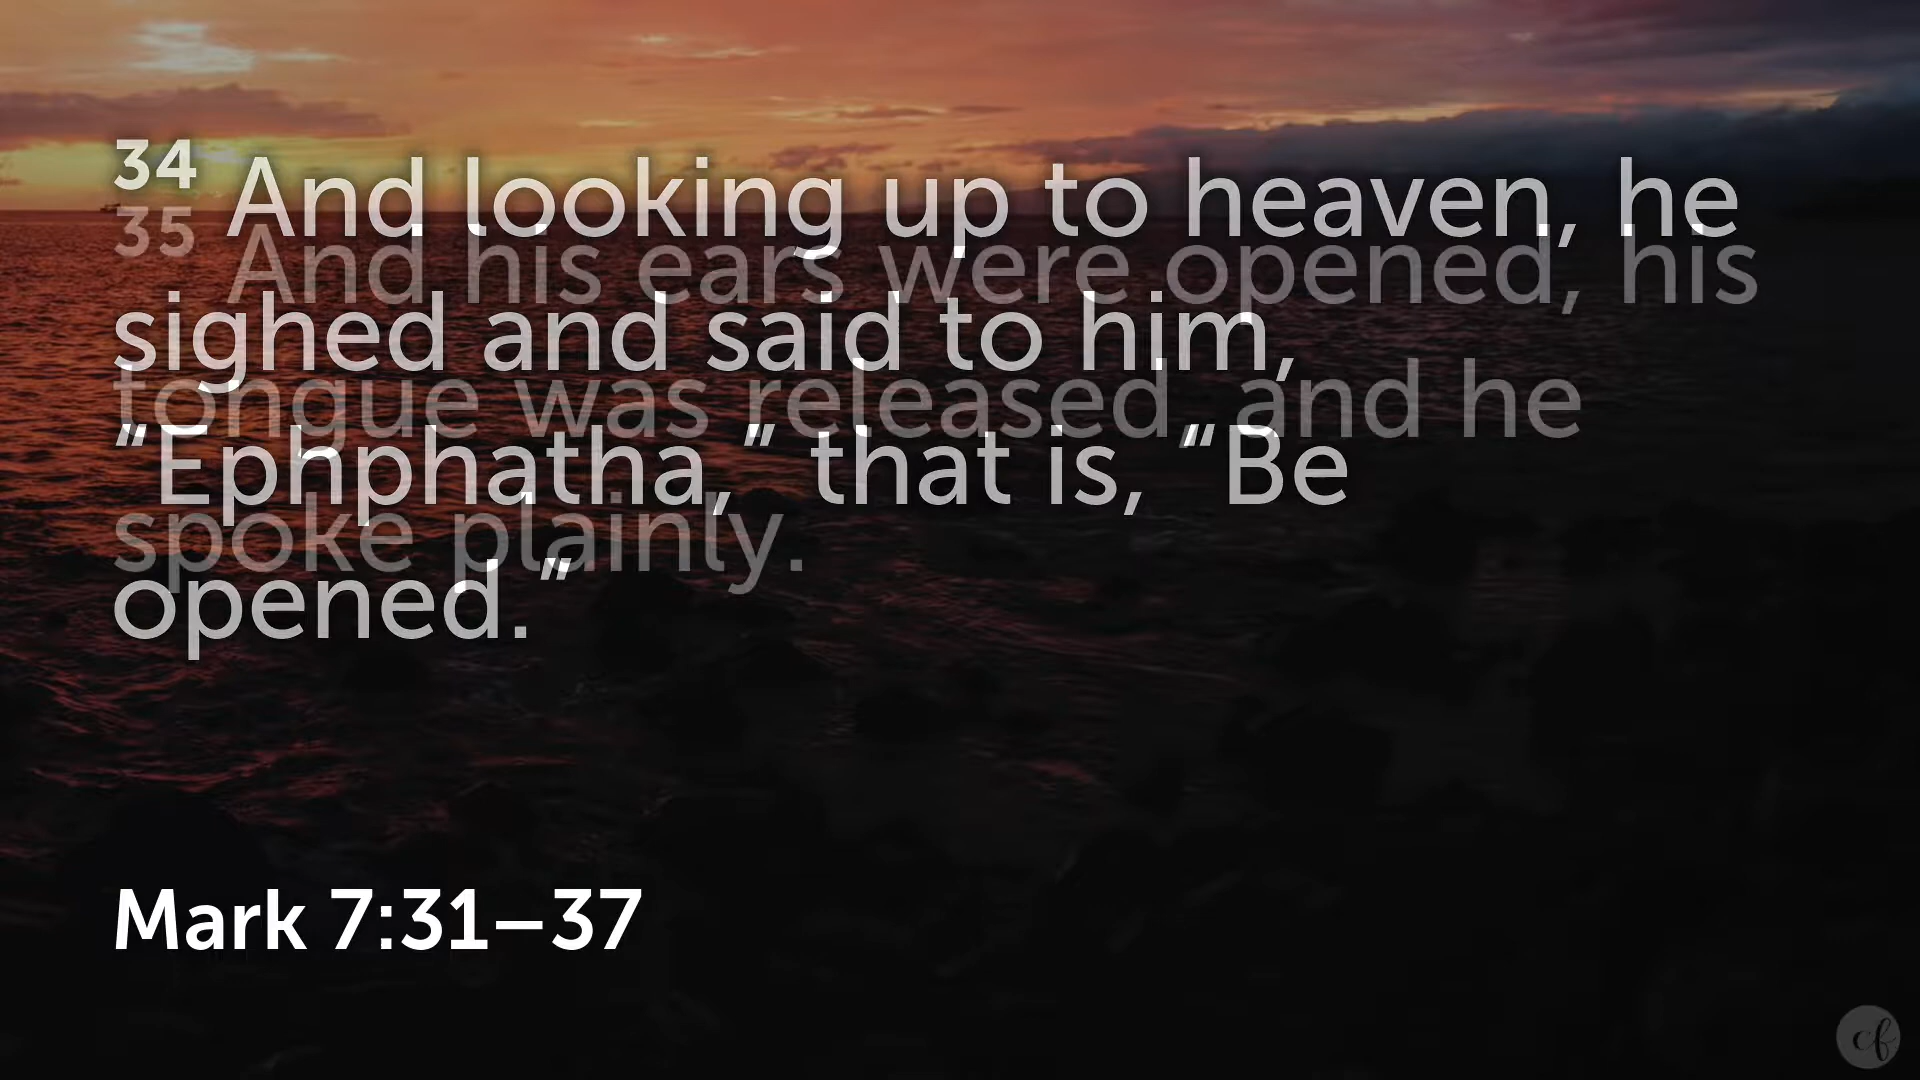 34 And looking up to heaven, he
sighed and said to him,
“Ephphatha,” that is, “Be
opened.”
35 And his ears were opened, his
tongue was released, and he
spoke plainly.
Mark 7:31–37
cf